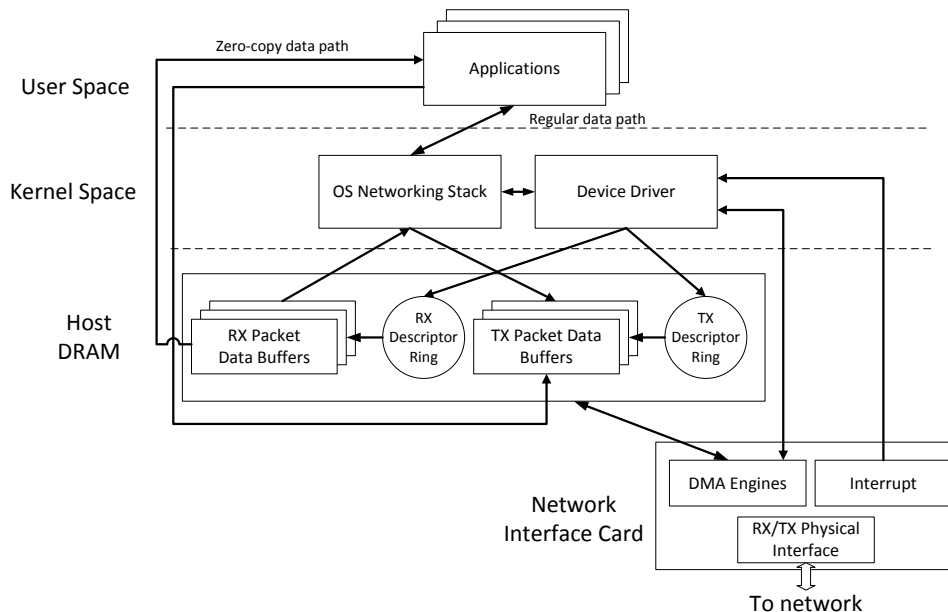 Zero-copy data path
Applications
User Space
Regular data path
Kernel Space
OS Networking Stack
Device Driver
Host
DRAM
RX Packet
Data Buffers
RX
Descriptor
Ring
TX Packet Data
Buffers
TX
Descriptor
Ring
Network
Interface Card
DMA Engines
Interrupt
RX/TX Physical
Interface
To network